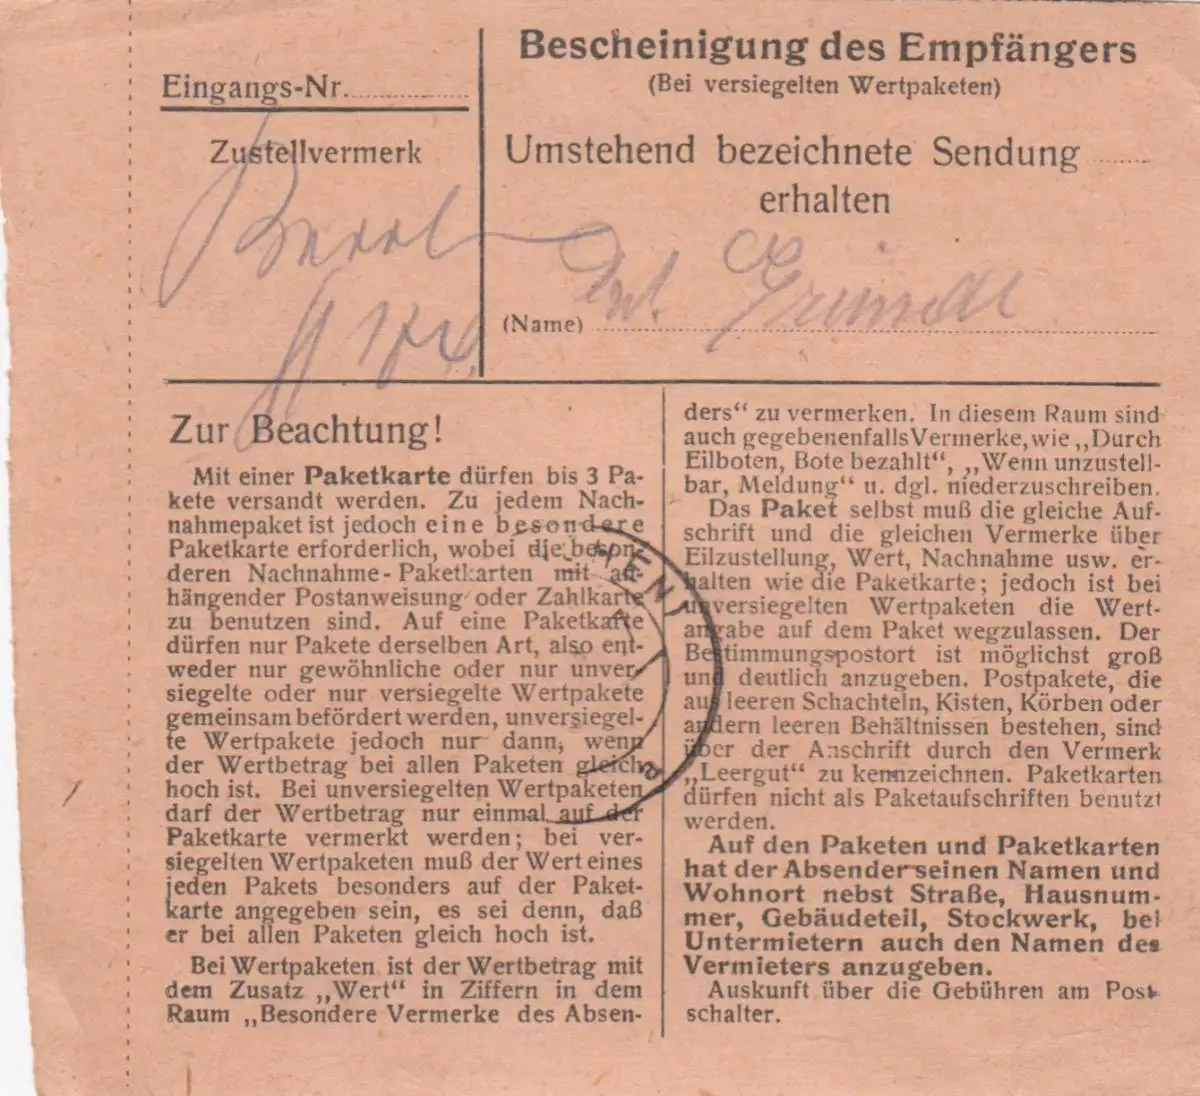 Eingangs-Nr.
Zustellvermerk
Bescheinigung des Empfängers
(Bei versiegelten Wertpaketen)
Umstehend bezeichnete Sendung
erhalten
(Name)
Zur Beachtung!
Mit einer Paketkarte dürfen bis 3 Pa-
kete versandt werden. Zu jedem Nach-
nahmepaket ist jedoch eine besondere
Paketkarte erforderlich, wobei die beson-
deren Nachnahme-Paketkarten mit an-
hängender Postanweisung oder Zahlkarte
zu benutzen sind. Auf eine Paketkarte
dürfen nur Pakete derselben Art, also ent-
weder nur gewöhnliche oder nur unver-
siegelte oder nur versiegelte Wertpakete
gemeinsam befördert werden, unversiegel-
te Wertpakete jedoch nur dann, wenn
der Wertbetrag bei allen Paketen gleich
hoch ist. Bei unversiegelten Wertpaketen
darf der Wertbetrag nur einmal auf der
Paketkarte vermerkt werden; bei ver-
siegelten Wertpaketen muß der Wert eines
jeden Pakets besonders auf der Paket-
karte angegeben sein, es sei denn, daß
er bei allen Paketen gleich hoch ist.
Bei Wertpaketen ist der Wertbetrag mit
dem Zusatz „Wert“ in Ziffern in dem
Raum „Besondere Vermerke des Absen-
ders“ zu vermerken. In diesem Raum sind
auch gegebenenfalls Vermerke, wie „Durch
Eilboten, Bote bezahlt“, „Wenn unzustell-
bar, Meldung“ u. dgl. niederzuschreiben.
Das Paket selbst muß die gleiche Auf-
schrift und die gleichen Vermerke über
Eilzustellung, Wert, Nachnahme usw. er-
halten wie die Paketkarte; jedoch ist bei
unversiegelten Wertpaketen die Wert-
angabe auf dem Paket wegzulassen. Der
Bestimmungspostort ist möglichst groß
und deutlich anzugeben. Postpakete, die
aus leeren Schachteln, Kisten, Körben oder
andern leeren Behältnissen bestehen, sind
über der Anschrift durch den Vermerk
„Leergut“ zu kennzeichnen. Paketkarten
dürfen nicht als Paketaufschriften benutzt
werden.
Auf den Paketen und Paketkarten
hat der Absender seinen Namen und
Wohnort nebst Straße, Hausnum-
mer, Gebäudeteil, Stockwerk, bei
Untermietern auch den Namen des
Vermieters anzugeben.
Auskunft über die Gebühren am Post-
schalter.